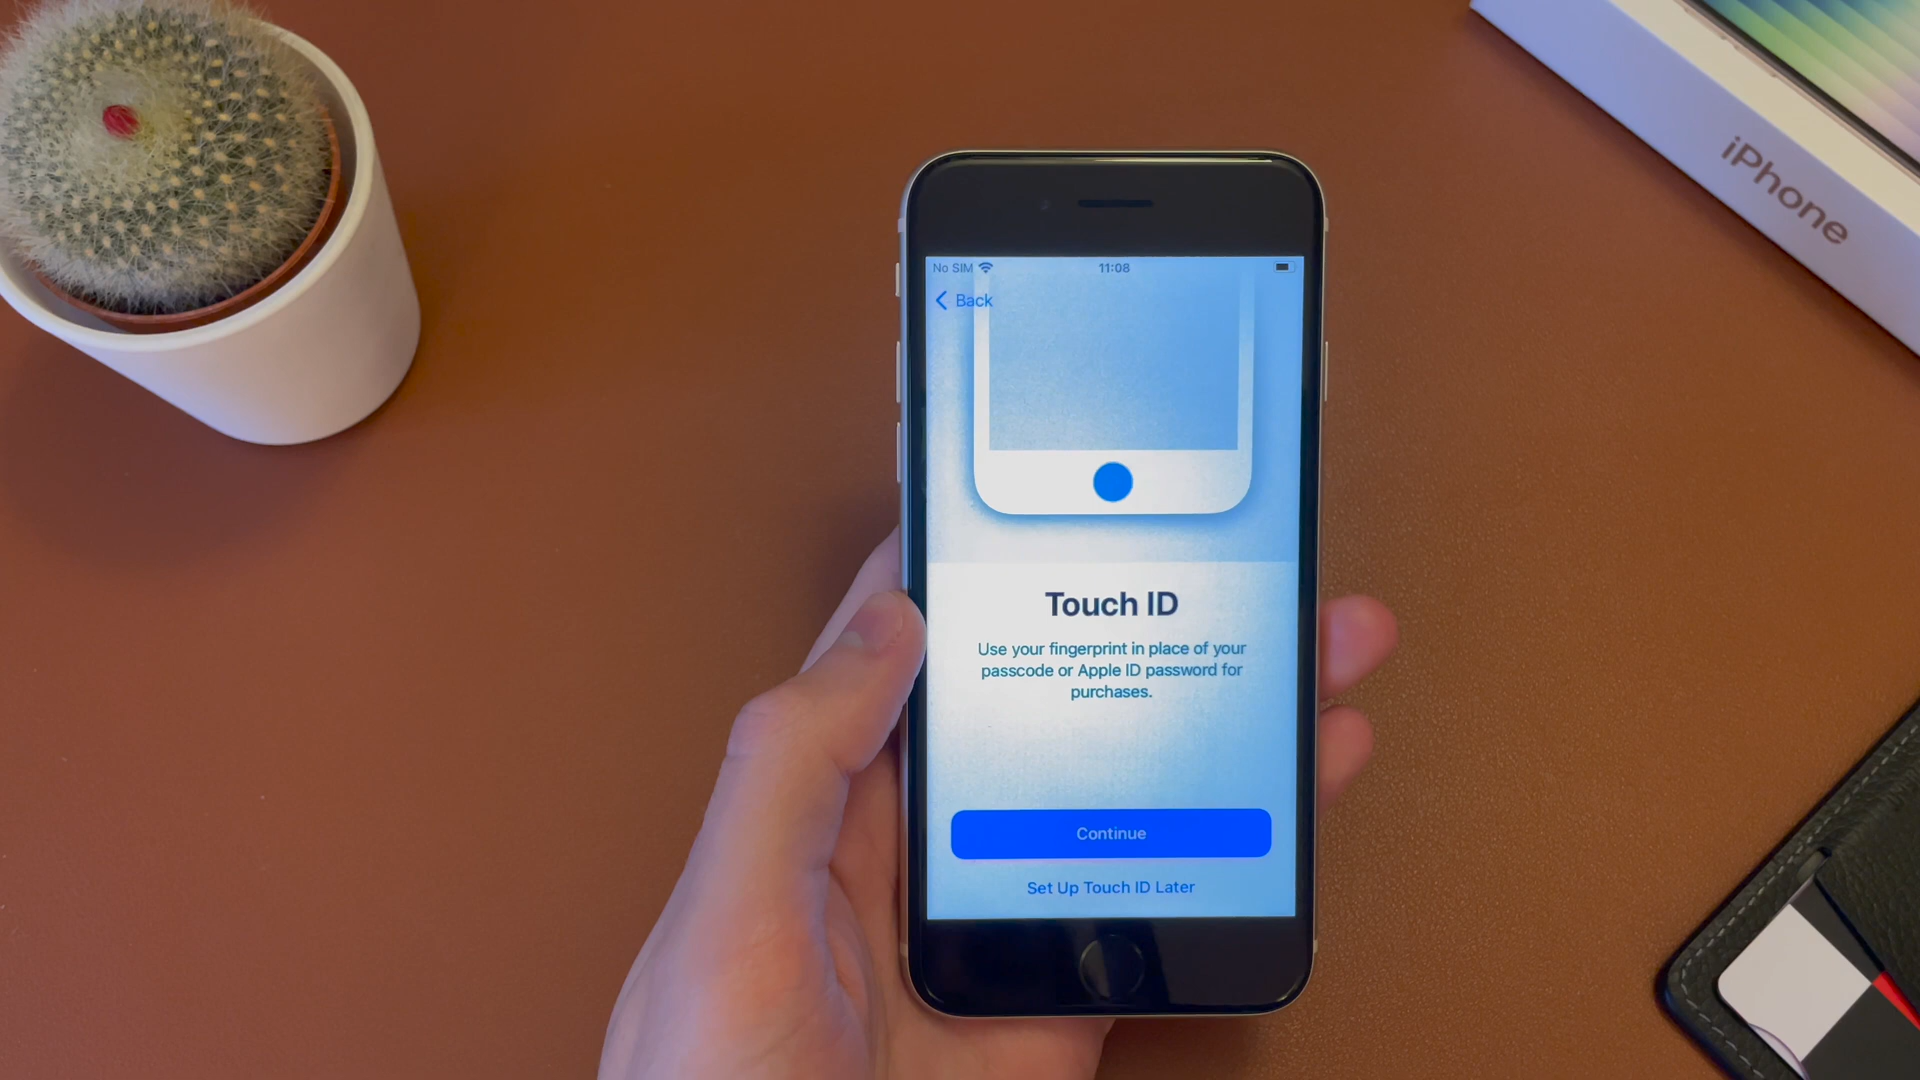 iPhone
No SIM 11:08
Back
Touch ID
Use your fingerprint in place of your
passcode or Apple ID password for
purchases.
Continue
Set Up Touch ID Later